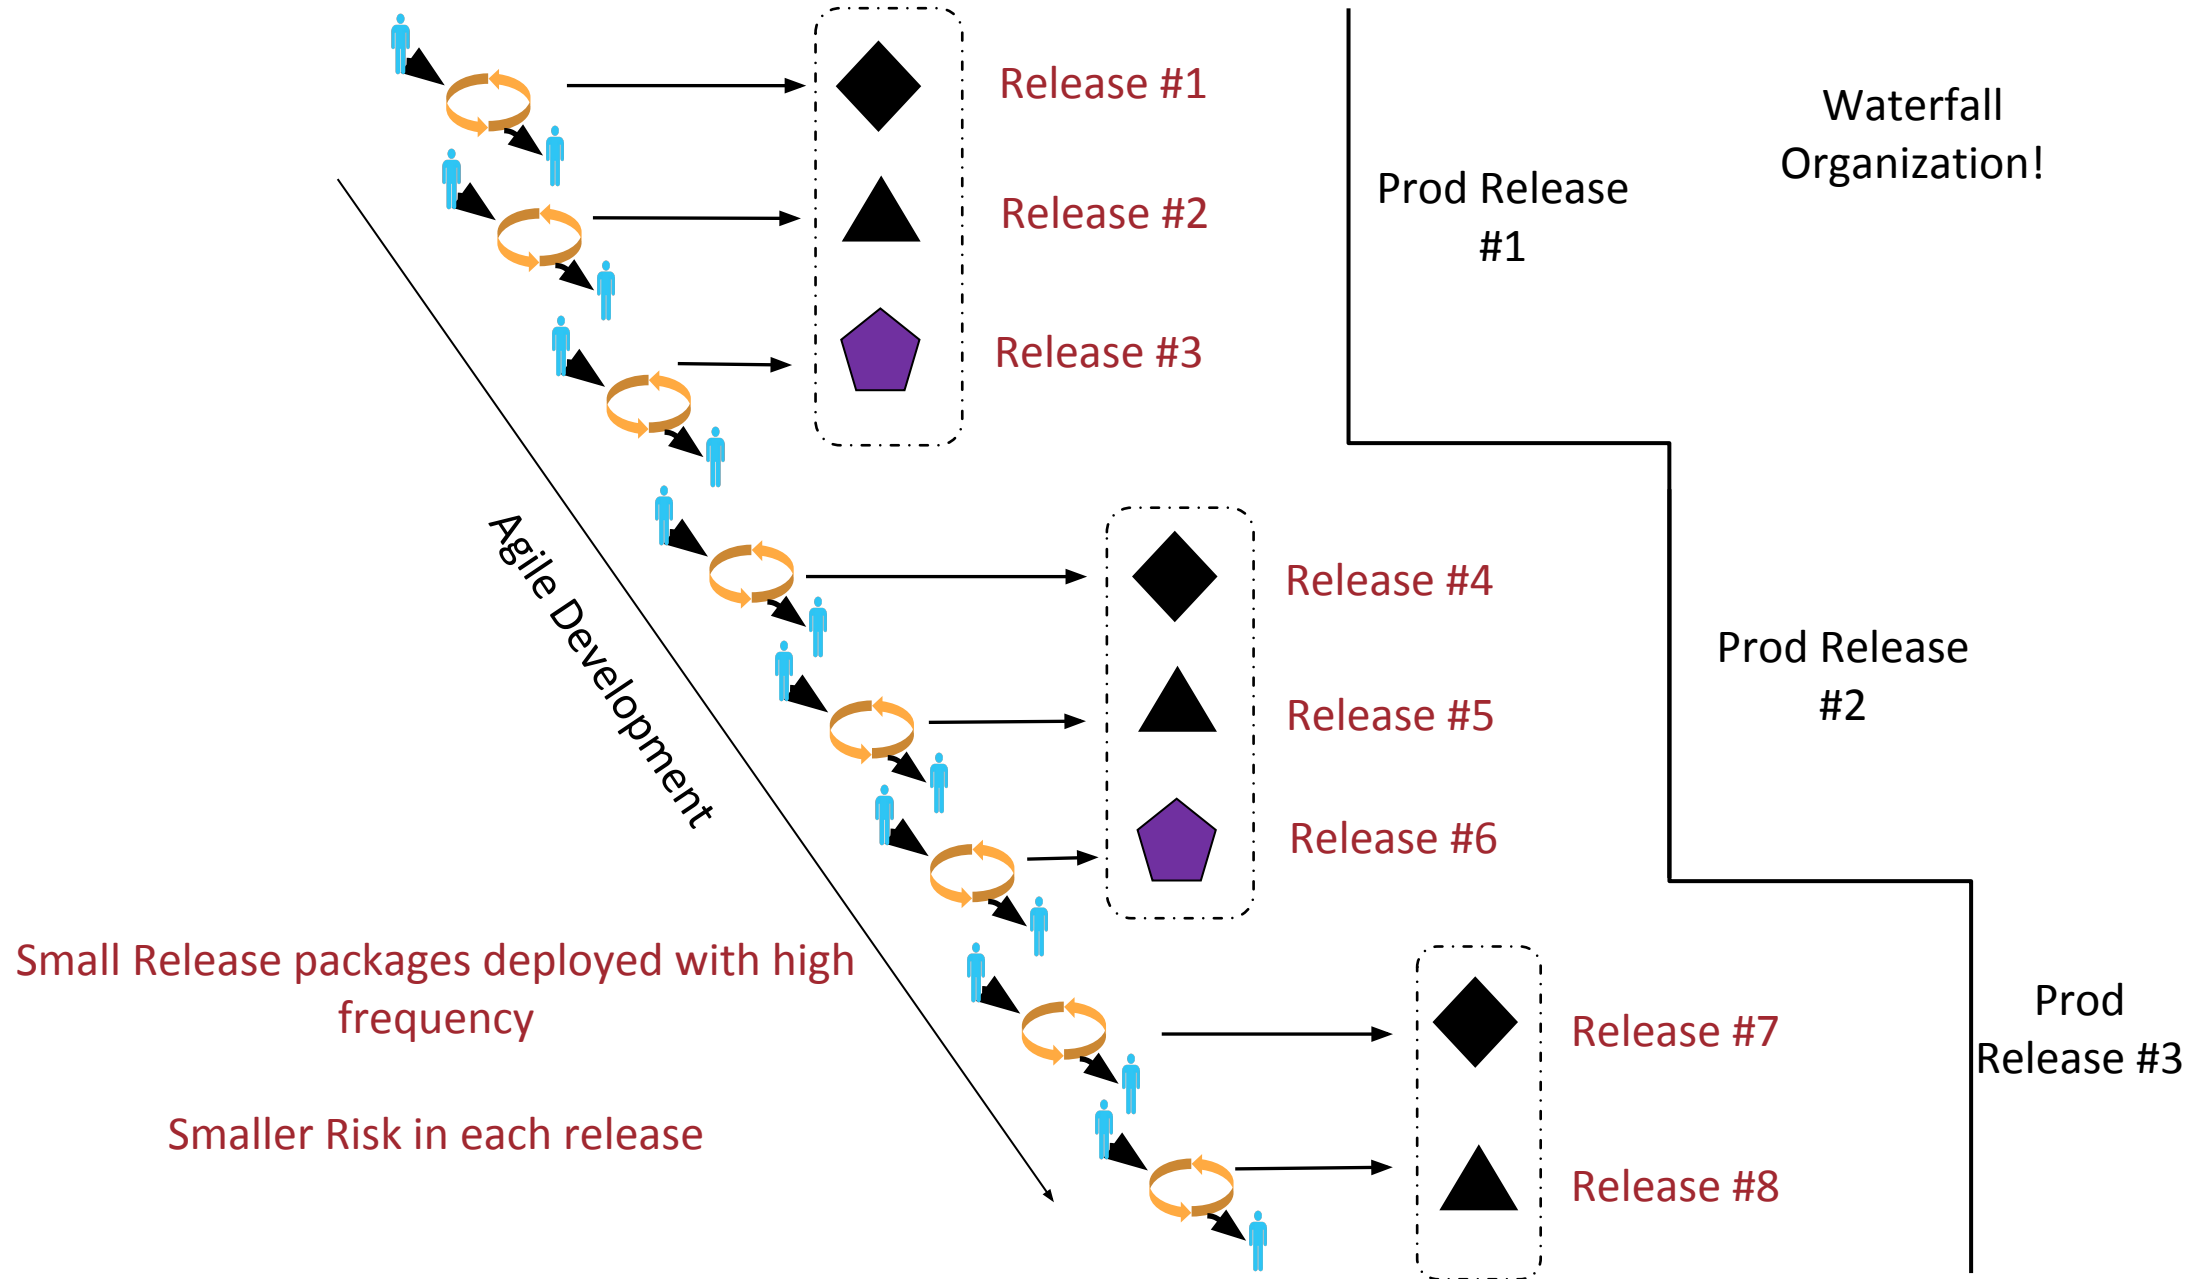 Release #1
Waterfall
Organization!
Prod Release
#1
Release #2
Release #3
Agile Development
Release #4
Prod Release
#2
Release #5
Release #6
Small Release packages deployed with high
frequency
Smaller Risk in each release
Prod
Release #3
Release #7
Release #8